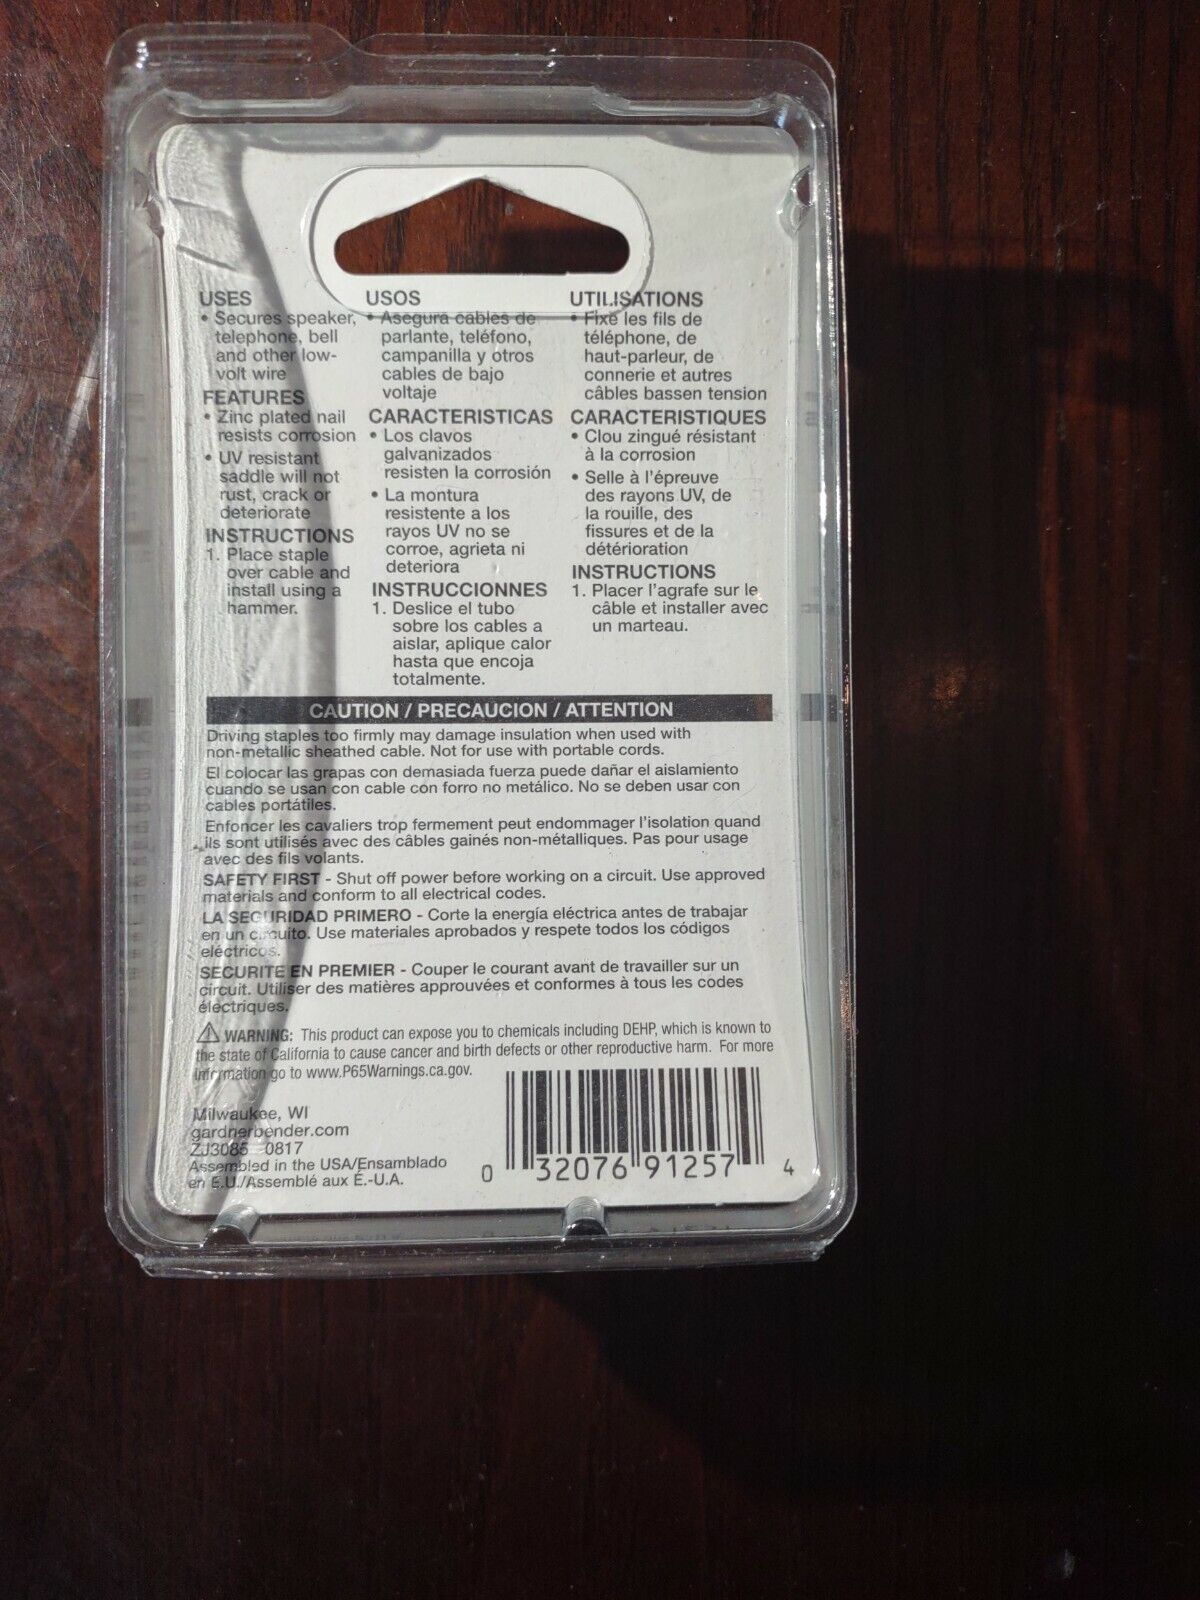 USES
• Secures speaker,
telephone, bell
and other low-
volt wire
FEATURES
• Zinc plated nail
resists corrosion
• UV resistant
saddle will not
rust, crack or
deteriorate
INSTRUCTIONS
1. Place staple
over cable and
install using a
hammer.
USOS
• Asegura cables de
parlante, teléfono,
campanilla y otros
cables de bajo
voltaje
CARACTERISTICAS
• Los clavos
galvanizados
resisten la corrosión
• La montura
resistente a los
rayos UV no se
corroe, agrieta ni
deteriora
INSTRUCCIONNES
1. Deslice el tubo
sobre los cables a
aislar, aplique calor
hasta que encoja
totalmente.
UTILISATIONS
• Fixe les fils de
téléphone, de
haut-parleur, de
connerie et autres
câbles bassen tension
CARACTERISTIQUES
• Clou zingué résistant
à la corrosion
• Selle à l'épreuve
des rayons UV, de
la rouille, des
fissures et de la
détérioration
INSTRUCTIONS
1. Placer l'agrafe sur le
câble et installer avec
un marteau.
CAUTION / PRECAUCION / ATTENTION
Driving staples too firmly may damage insulation when used with
non-metallic sheathed cable. Not for use with portable cords.
El colocar las grapas con demasiada fuerza puede dañar el aislamiento
cuando se usan con cable con forro no metálico. No se deben usar con
cables portátiles.
Enfoncer les cavaliers trop fermement peut endommager l'isolation quand
ils sont utilisés avec des câbles gainés non-métalliques. Pas pour usage
avec des fils volants.
SAFETY FIRST - Shut off power before working on a circuit. Use approved
materials and conform to all electrical codes.
LA SEGURIDAD PRIMERO - Corte la energía eléctrica antes de trabajar
en un circuito. Use materiales aprobados y respete todos los códigos
eléctricos.
SECURITE EN PREMIER - Couper le courant avant de travailler sur un
circuit. Utiliser des matières approuvées et conformes à tous les codes
électriques.
⚠ WARNING: This product can expose you to chemicals including DEHP, which is known to
the state of California to cause cancer and birth defects or other reproductive harm. For more
information go to www.P65Warnings.ca.gov.
Milwaukee, WI
gardnerbender.com
ZJ3085 0817
Assembled in the USA/Ensamblado
en E.U./Assemblé aux É.-U.A.
0 32076 91257 4